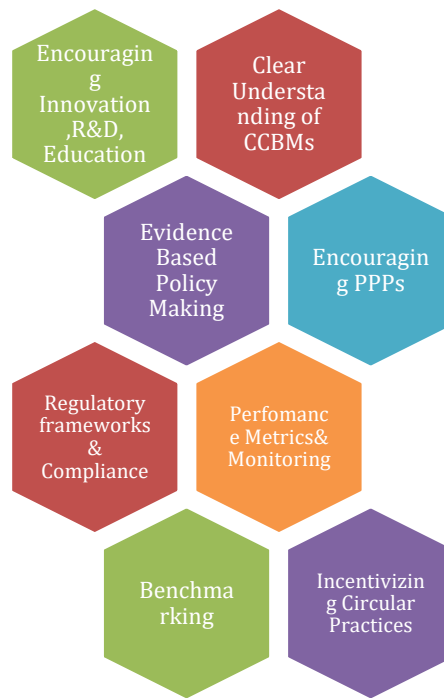 Encouragin
g
Innovation
,R&D,
Education
Clear
Understa
nding of
CCBMs
Evidence
Based
Policy
Making
Encouragin
g PPPs
Regulatory
frameworks
&
Compliance
Perfomanc
e Metrics&
Monitoring
Benchma
rking
Incentivizin
g Circular
Practices